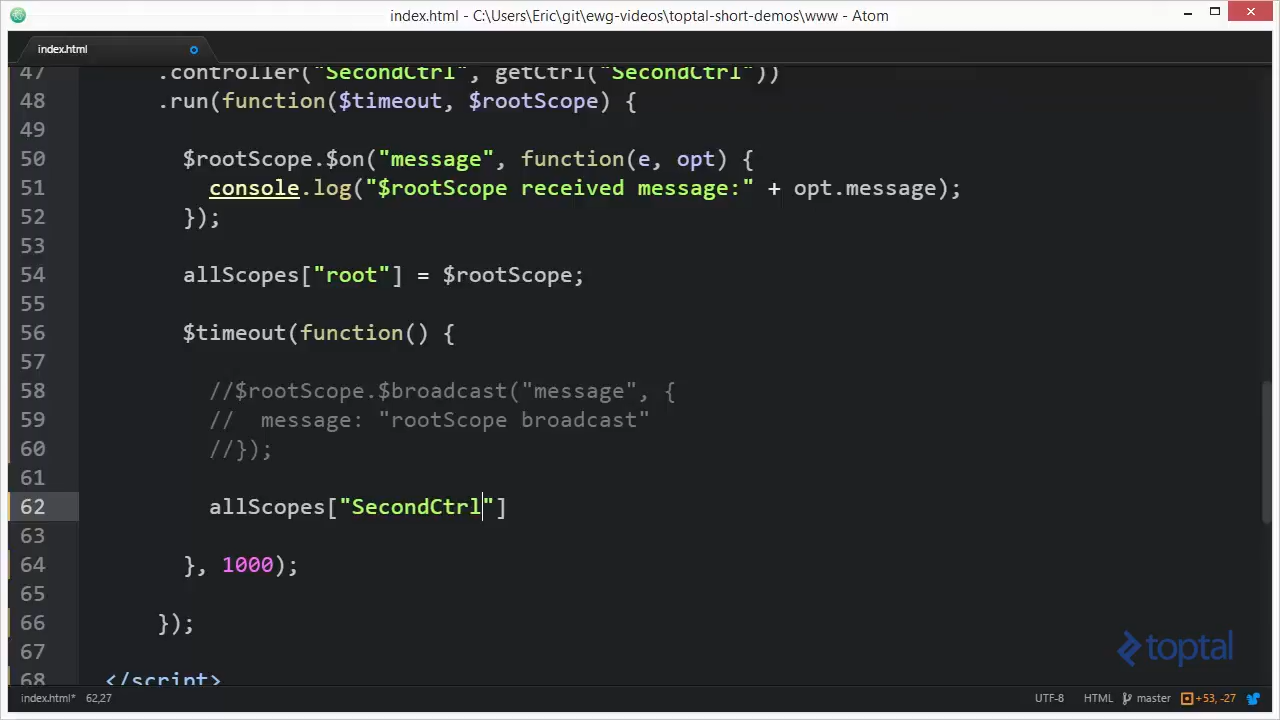 index.html - C:\Users\Eric\git\ewg-videos\toptal-short-demos\www - Atom
index.html
47 .controller("SecondCtrl", getCtrl("SecondCtrl"))
48 .run(function($timeout, $rootScope) {
49
50 $rootScope.$on("message", function(e, opt) {
51 console.log("$rootScope received message:" + opt.message);
52 });
53
54 allScopes["root"] = $rootScope;
55
56 $timeout(function() {
57
58 //$rootScope.$broadcast("message", {
59 //  message: "rootScope broadcast"
60 //});
61
62 allScopes["SecondCtrl"]
63
64 }, 1000);
65
66 });
67
68 </script>
toptal
index.html* 62,27 UTF-8 HTML master +53, -27